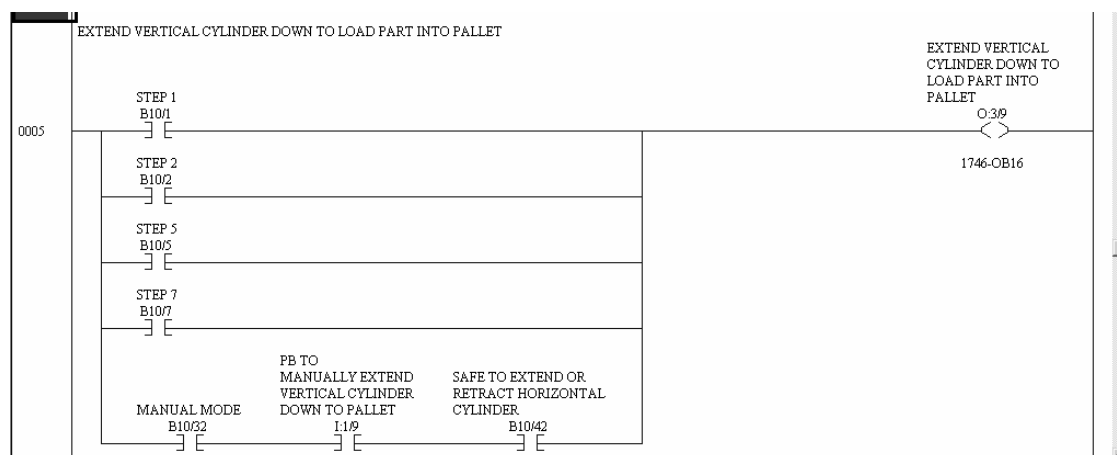 EXTEND VERTICAL CYLINDER DOWN TO LOAD PART INTO PALLET
EXTEND VERTICAL
CYLINDER DOWN TO
LOAD PART INTO
PALLET
O:3/9
1746-OB16
0005
STEP 1
B10/1
STEP 2
B10/2
STEP 5
B10/5
STEP 7
B10/7
MANUAL MODE
B10/32
PB TO
MANUALLY EXTEND
VERTICAL CYLINDER
DOWN TO PALLET
I:1/9
SAFE TO EXTEND OR
RETRACT HORIZONTAL
CYLINDER
B10/42